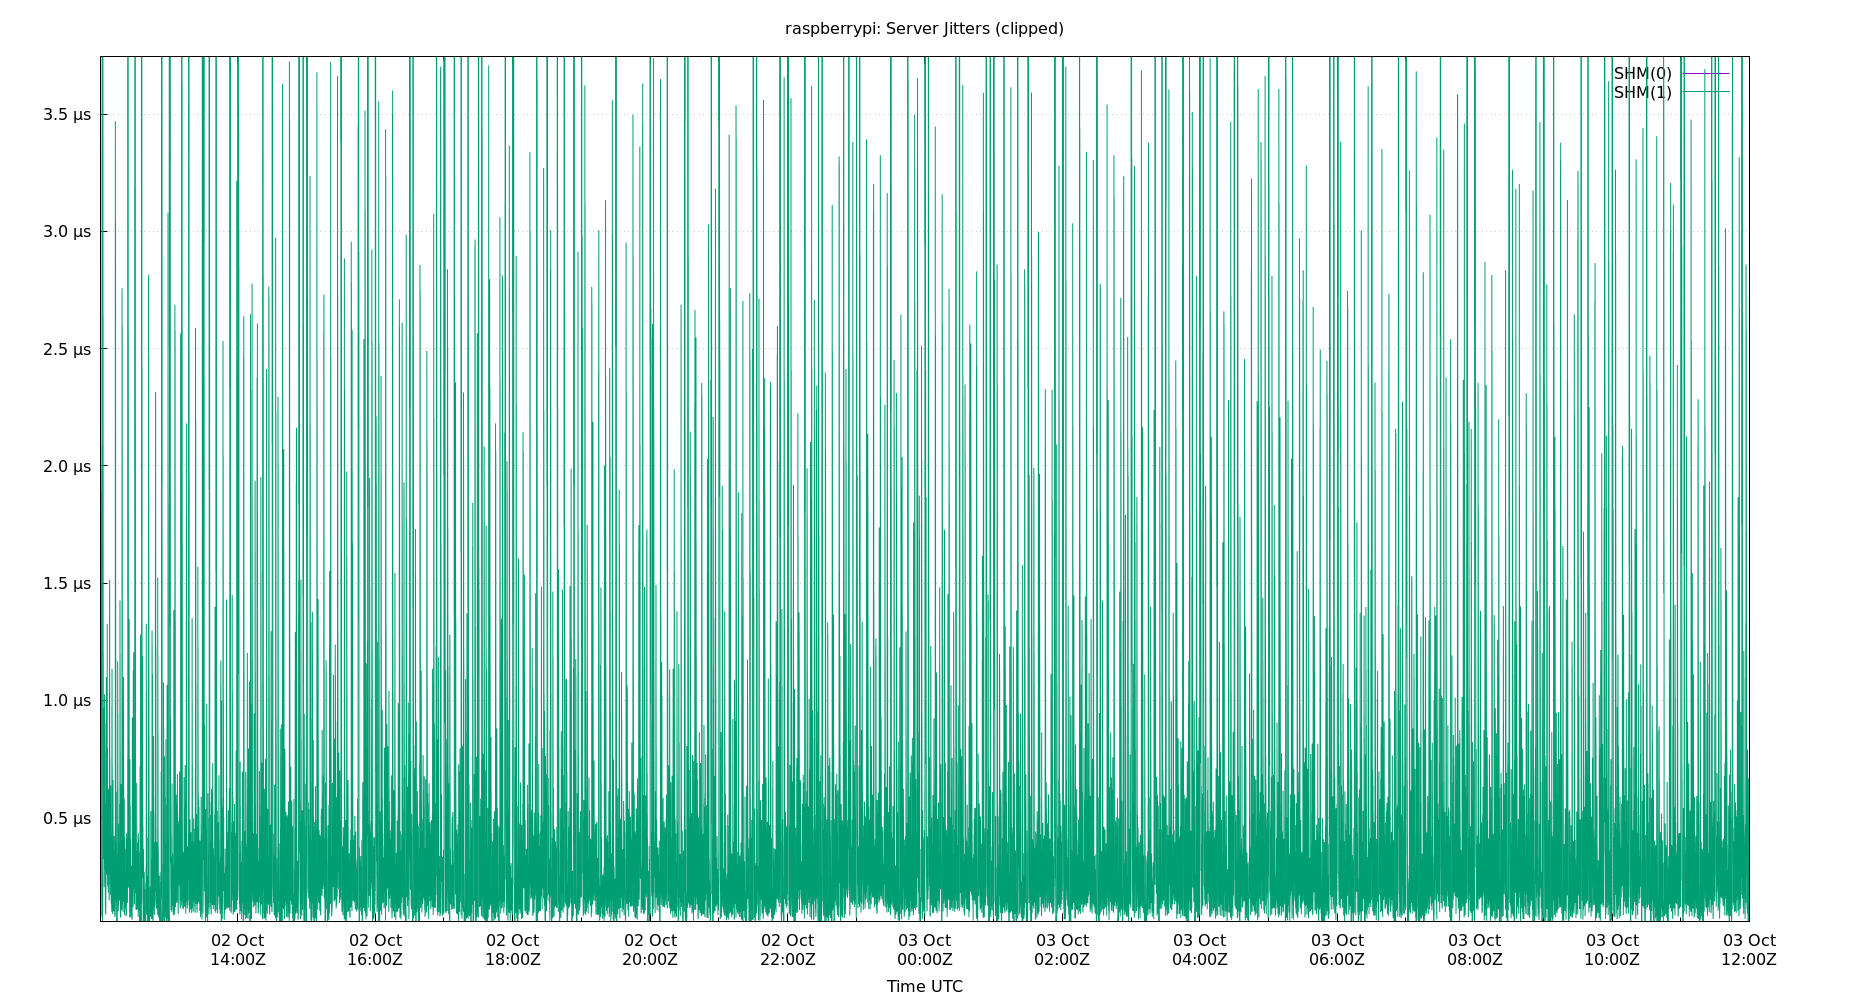 raspberrypi: Server Jitters (clipped)
SHM(0)
SHM(1)
3.5 µs
3.0 µs
2.5 µs
2.0 µs
1.5 µs
1.0 µs
0.5 µs
02 Oct 02 Oct 02 Oct 02 Oct 02 Oct 03 Oct 03 Oct 03 Oct 03 Oct 03 Oct 03 Oct 03 Oct
14:00Z 16:00Z 18:00Z 20:00Z 22:00Z 00:00Z 02:00Z 04:00Z 06:00Z 08:00Z 10:00Z 12:00Z
Time UTC